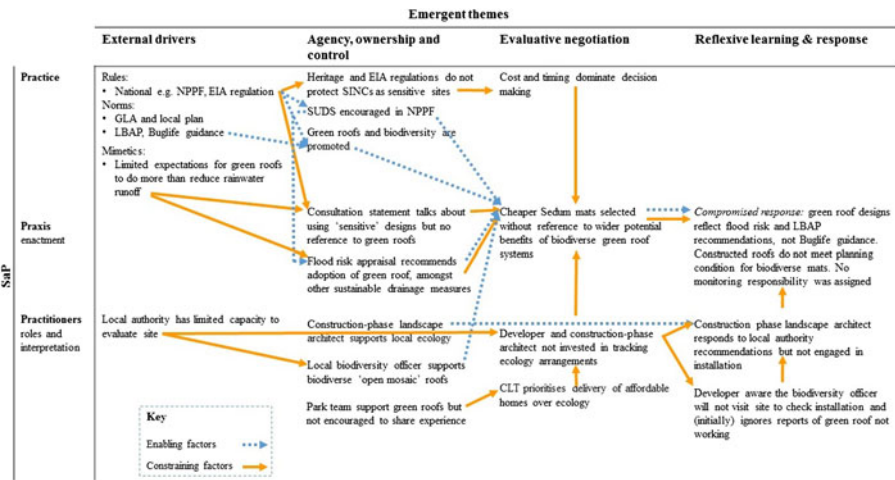 Emergent themes
External drivers
Agency, ownership and
control
Evaluative negotiation
Reflexive learning & response
SaP
Practice
Rules:
• National e.g. NPPF, EIA regulation
Norms:
• GLA and local plan
• LBAP, Buglife guidance
Mimetics:
• Limited expectations for green roofs
to do more than reduce rainwater
runoff
Heritage and EIA regulations do not
protect SINCs as sensitive sites
SUDS encouraged in NPPF
Green roofs and biodiversity are
promoted
Cost and timing dominate decision
making
Praxis
enactment
Consultation statement talks about
using ‘sensitive’ designs but no
reference to green roofs
Flood risk appraisal recommends
adoption of green roof, amongst
other sustainable drainage measures
Cheaper Sedum mats selected
without reference to wider potential
benefits of biodiverse green roof
systems
Compromised response: green roof designs
reflect flood risk and LBAP
recommendations, not Buglife guidance.
Constructed roofs do not meet planning
condition for biodiverse mats. No
monitoring responsibility was assigned
Practitioners
roles and
interpretation
Local authority has limited capacity to
evaluate site
Construction-phase landscape
architect supports local ecology
Local biodiversity officer supports
biodiverse ‘open mosaic’ roofs
Park team support green roofs but
not encouraged to share experience
Developer and construction-phase
architect not invested in tracking
ecology arrangements
CLT prioritises delivery of affordable
homes over ecology
Construction phase landscape architect
responds to local authority
recommendations but not engaged in
installation
Developer aware the biodiversity officer
will not visit site to check installation and
(initially) ignores reports of green roof not
working
Key
Enabling factors
Constraining factors